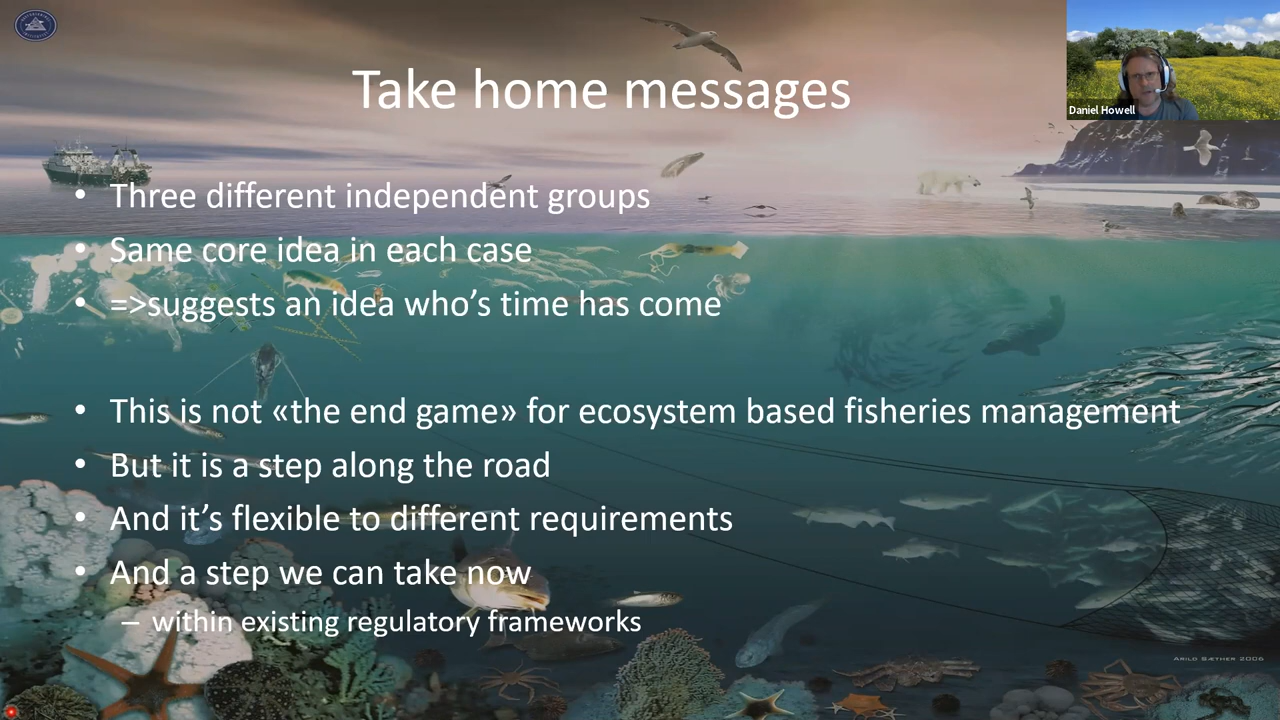 Take home messages
Daniel Howell
• Three different independent groups
• Same core idea in each case
• =>suggests an idea who’s time has come
• This is not «the end game» for ecosystem based fisheries management
• But it is a step along the road
• And it’s flexible to different requirements
• And a step we can take now
– within existing regulatory frameworks
Arild Sæther 2006